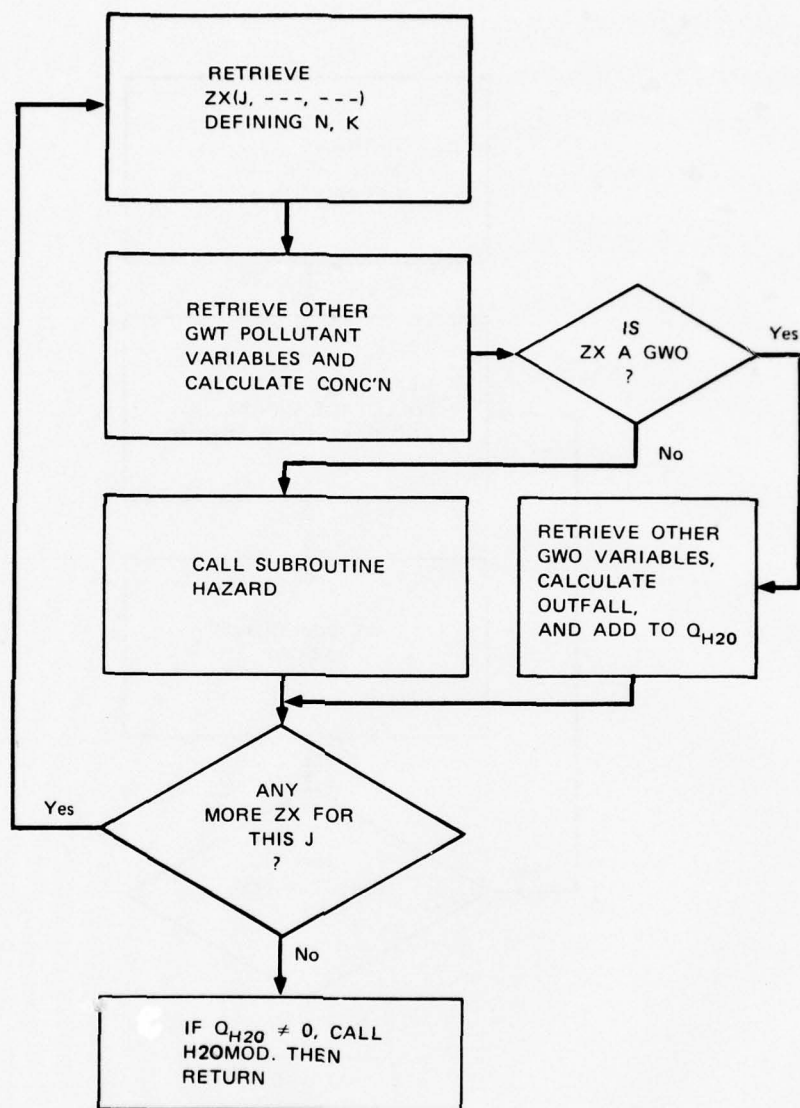 RETRIEVE
ZX(J, ---, ---)
DEFINING N, K
RETRIEVE OTHER
GWT POLLUTANT
VARIABLES AND
CALCULATE CONC'N
IS
ZX A GWO
?
Yes
No
CALL SUBROUTINE
HAZARD
RETRIEVE OTHER
GWO VARIABLES,
CALCULATE
OUTFALL,
AND ADD TO Q_H20
ANY
MORE ZX FOR
THIS J
?
Yes
No
IF Q_H20 ≠ 0, CALL
H2OMOD. THEN
RETURN